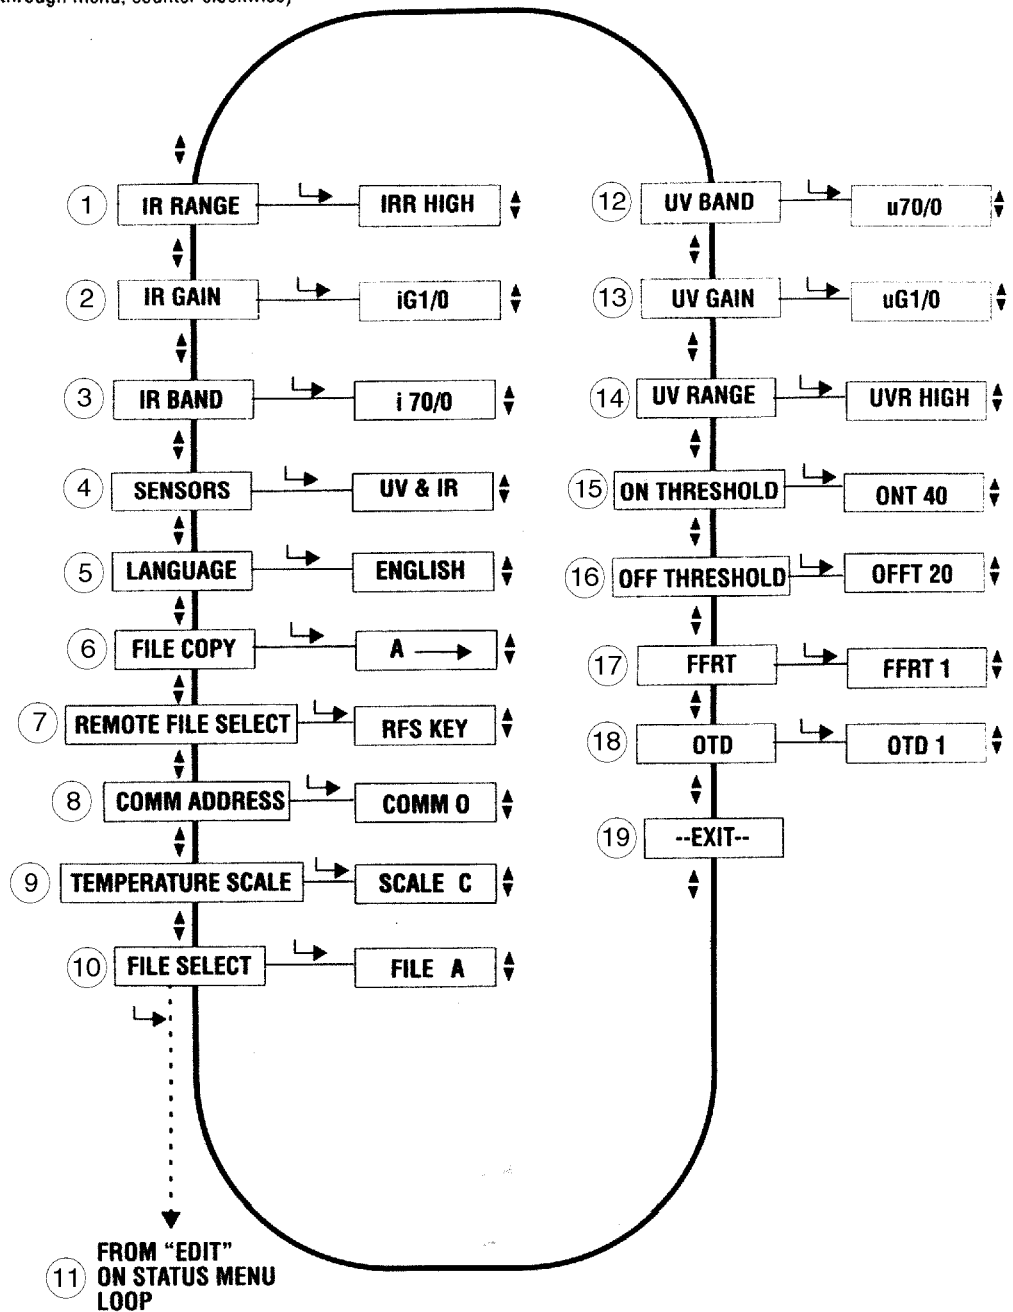 through menu, counter clockwise)
1 IR RANGE IRR HIGH
2 IR GAIN iG1/0
3 IR BAND i 70/0
4 SENSORS UV & IR
5 LANGUAGE ENGLISH
6 FILE COPY A
7 REMOTE FILE SELECT RFS KEY
8 COMM ADDRESS COMM 0
9 TEMPERATURE SCALE SCALE C
10 FILE SELECT FILE A
11 FROM “EDIT”
ON STATUS MENU
LOOP
12 UV BAND u70/0
13 UV GAIN uG1/0
14 UV RANGE UVR HIGH
15 ON THRESHOLD ONT 40
16 OFF THRESHOLD OFFT 20
17 FFRT FFRT 1
18 OTD OTD 1
19 --EXIT--